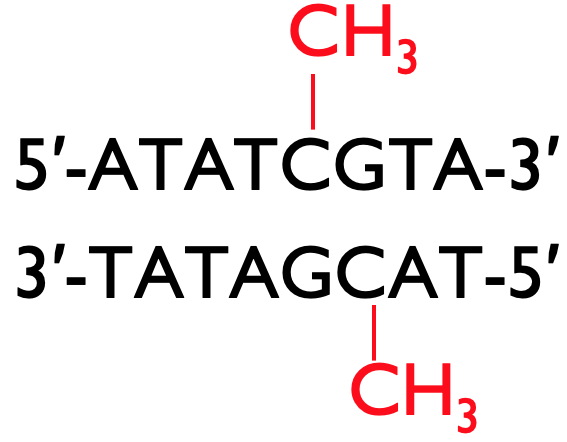 CH₃
5′-ATATCGTA-3′
3′-TATAGCAT-5′
CH₃